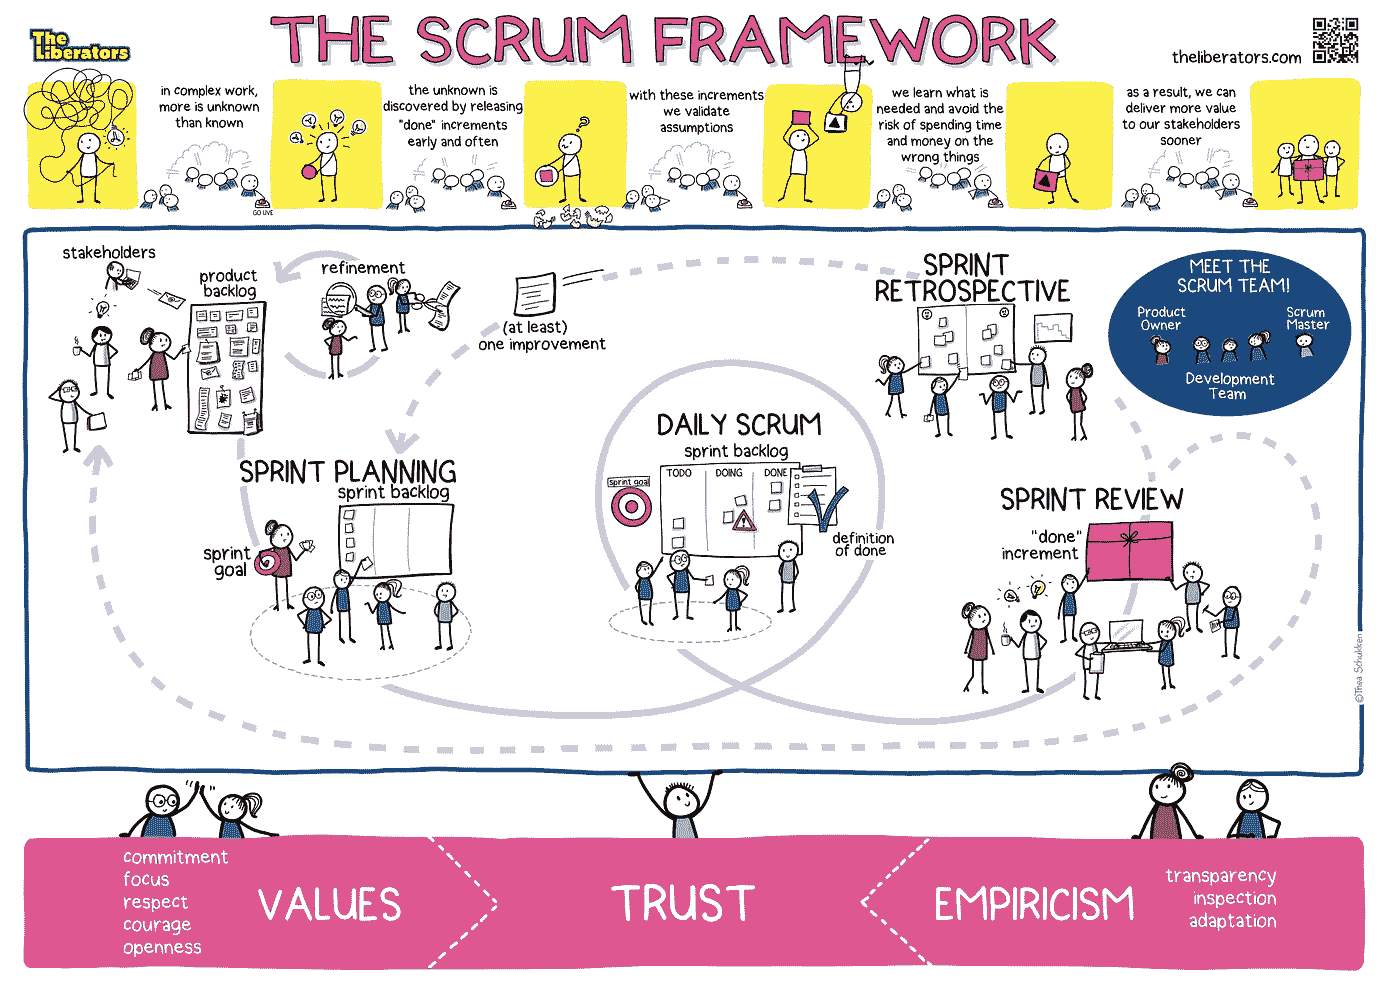 The
Liberators
THE SCRUM FRAMEWORK
theliberators.com
in complex work,
more is unknown
than known
GO LIVE
the unknown is
discovered by releasing
"done" increments
early and often
?
with these increments
we validate
assumptions
we learn what is
needed and avoid the
risk of spending time
and money on the
wrong things
as a result, we can
deliver more value
to our stakeholders
sooner
stakeholders
product
backlog
refinement
(at least)
one improvement
SPRINT
RETROSPECTIVE
MEET THE
SCRUM TEAM!
Product
Owner
Scrum
Master
Development
Team
SPRINT PLANNING
sprint backlog
sprint
goal
DAILY SCRUM
sprint backlog
sprint goal
TODO
DOING
DONE
definition
of done
SPRINT REVIEW
"done"
increment
©Thea Schukken
commitment
focus
respect
courage
openness
VALUES
TRUST
EMPIRICISM
transparency
inspection
adaptation